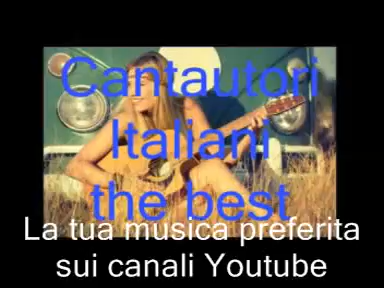 Cantautori
Italiani
the best
La tua musica preferita
sui canali Youtube